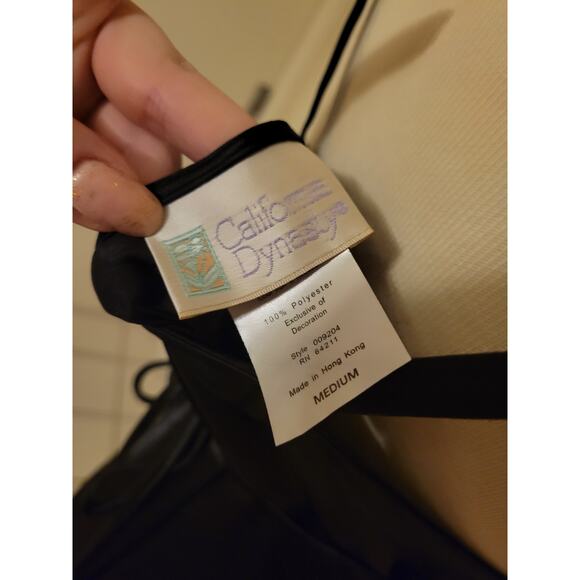 California
Dynasty®
100% Polyester
Exclusive of
Decoration
Style 009204
RN 64211
Made in Hong Kong
MEDIUM